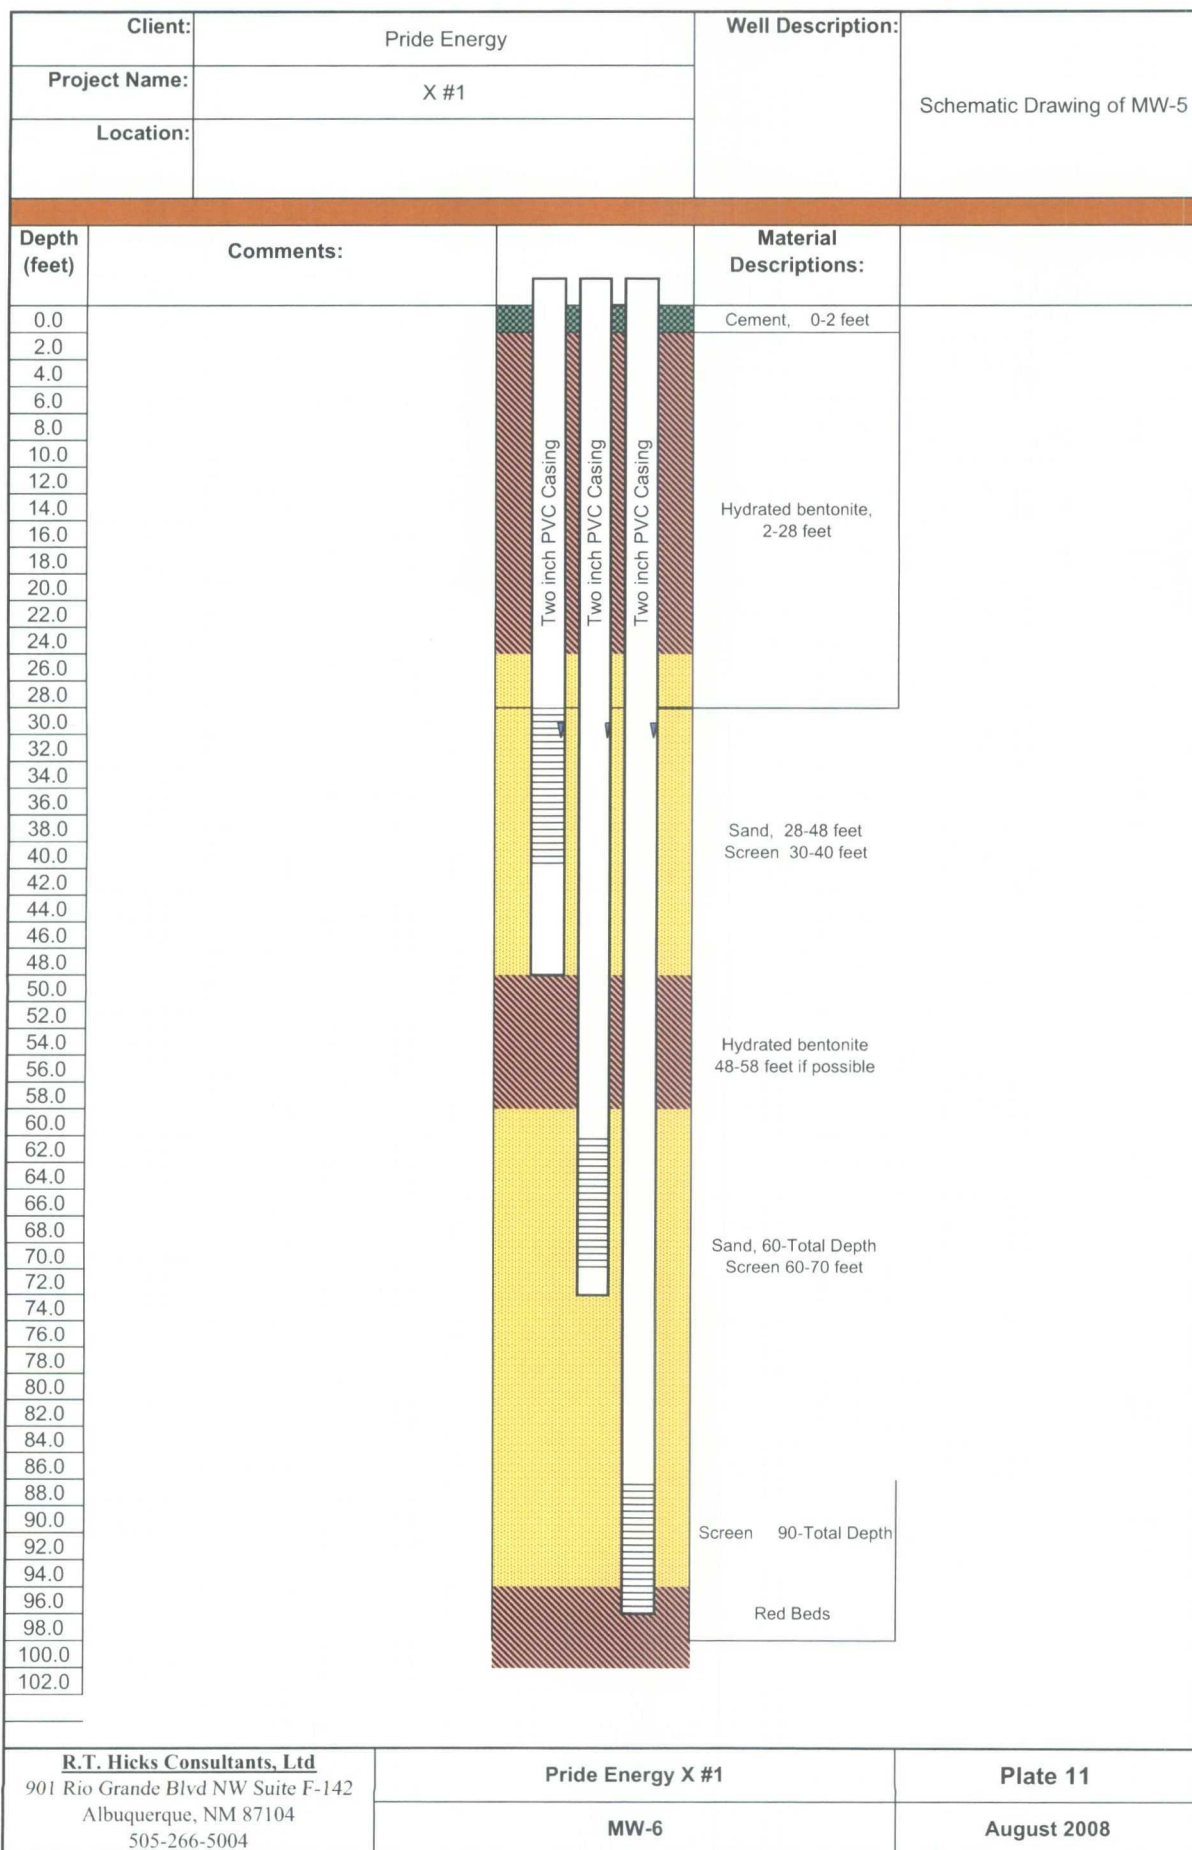 Client:
Pride Energy
Well Description:
Project Name:
X #1
Schematic Drawing of MW-5
Location:
Depth
(feet)
Comments:
Material
Descriptions:
0.0
2.0
4.0
6.0
8.0
10.0
12.0
14.0
16.0
18.0
20.0
22.0
24.0
26.0
28.0
30.0
32.0
34.0
36.0
38.0
40.0
42.0
44.0
46.0
48.0
50.0
52.0
54.0
56.0
58.0
60.0
62.0
64.0
66.0
68.0
70.0
72.0
74.0
76.0
78.0
80.0
82.0
84.0
86.0
88.0
90.0
92.0
94.0
96.0
98.0
100.0
102.0
Two inch PVC Casing
Two inch PVC Casing
Two inch PVC Casing
Cement, 0-2 feet
Hydrated bentonite,
2-28 feet
Sand, 28-48 feet
Screen 30-40 feet
Hydrated bentonite
48-58 feet if possible
Sand, 60-Total Depth
Screen 60-70 feet
Screen 90-Total Depth
Red Beds
R.T. Hicks Consultants, Ltd
901 Rio Grande Blvd NW Suite F-142
Albuquerque, NM 87104
505-266-5004
Pride Energy X #1
MW-6
Plate 11
August 2008